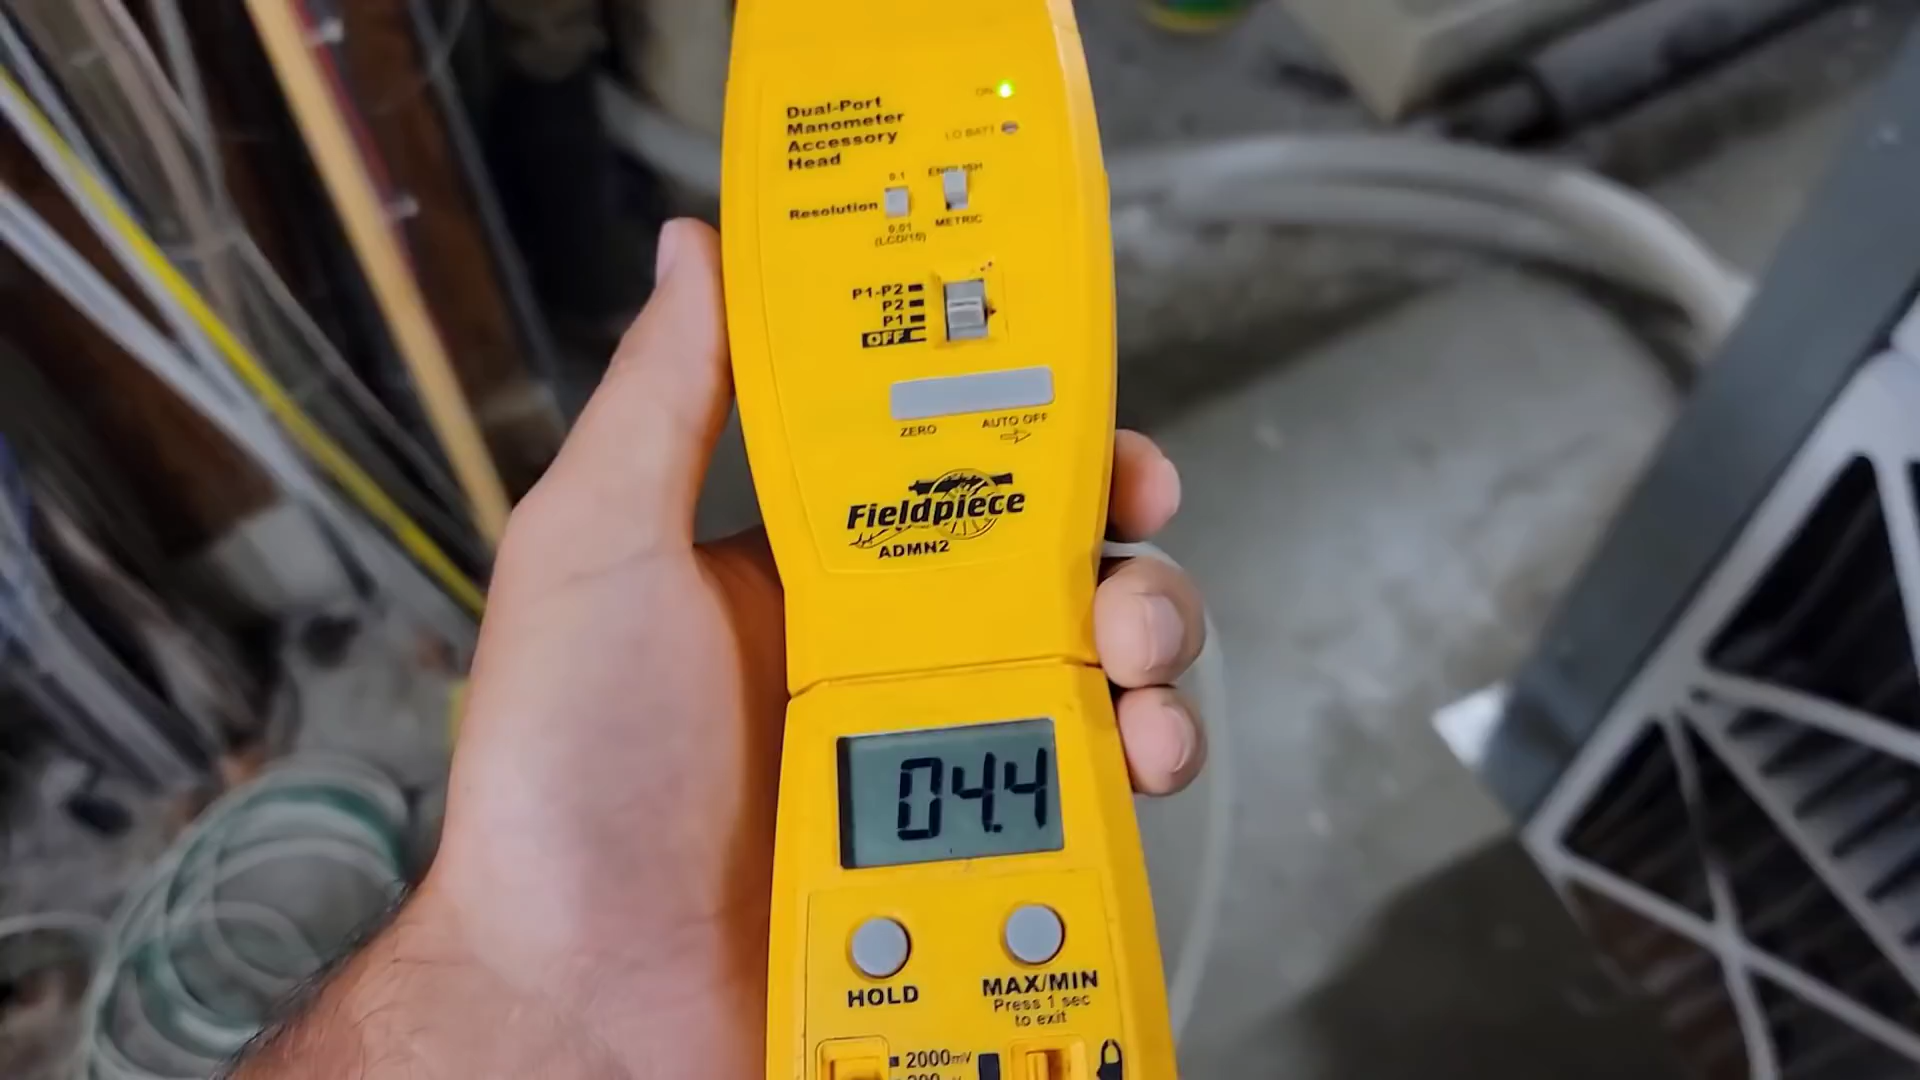 Dual-Port
Manometer
Accessory
Head
ON
LO BATT
0.1
ENGLISH
Resolution
METRIC
0.01
(LCD/10)
P1-P2
P2
P1
OFF
ZERO
AUTO OFF
Fieldpiece
ADMN2
04.4
HOLD
MAX/MIN
Press 1 sec
to exit
2000mV